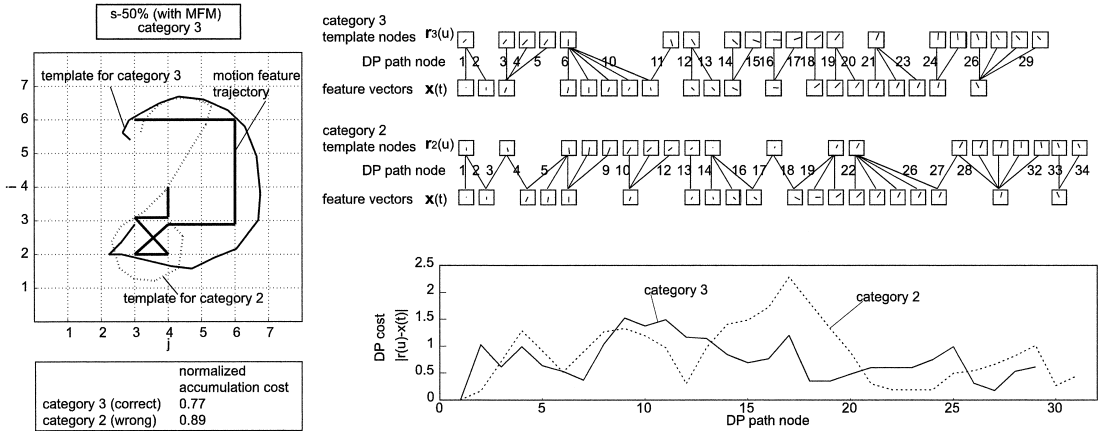 s-50% (with MFM)
category 3
template for category 3
motion feature
trajectory
template for category 2
7
6
5
4
3
2
1
i
1 2 3 4 5 6 7
j
normalized
accumulation cost
category 3 (correct) 0.77
category 2 (wrong) 0.89
category 3
template nodes r3(u)
DP path node 1 2 3 4 5 6 10 11 12 13 14 15 16 17 18 19 20 21 23 24 26 29
feature vectors x(t)
category 2
template nodes r2(u)
DP path node 1 2 3 4 5 9 10 12 13 14 16 17 18 19 22 26 27 28 32 33 34
feature vectors x(t)
2.5
2
1.5
1
0.5
0
DP cost
|r(u)-x(t)|
category 3
category 2
0 5 10 15 20 25 30
DP path node